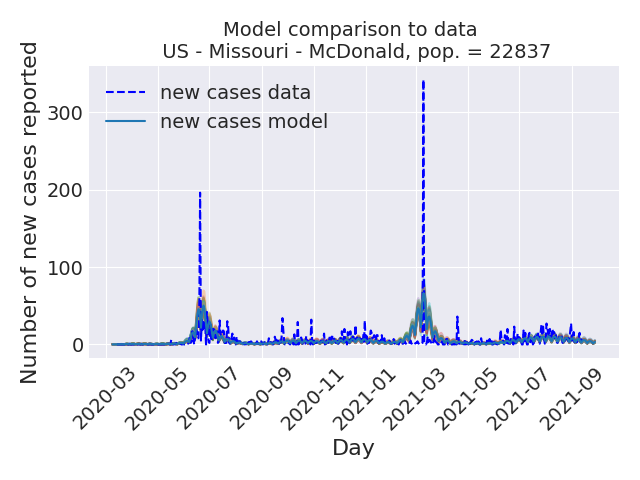 Model comparison to data
US - Missouri - McDonald, pop. = 22837
Number of new cases reported
new cases data
new cases model
300
200
100
0
2020-03
2020-05
2020-07
2020-09
2020-11
2021-01
2021-03
2021-05
2021-07
2021-09
Day